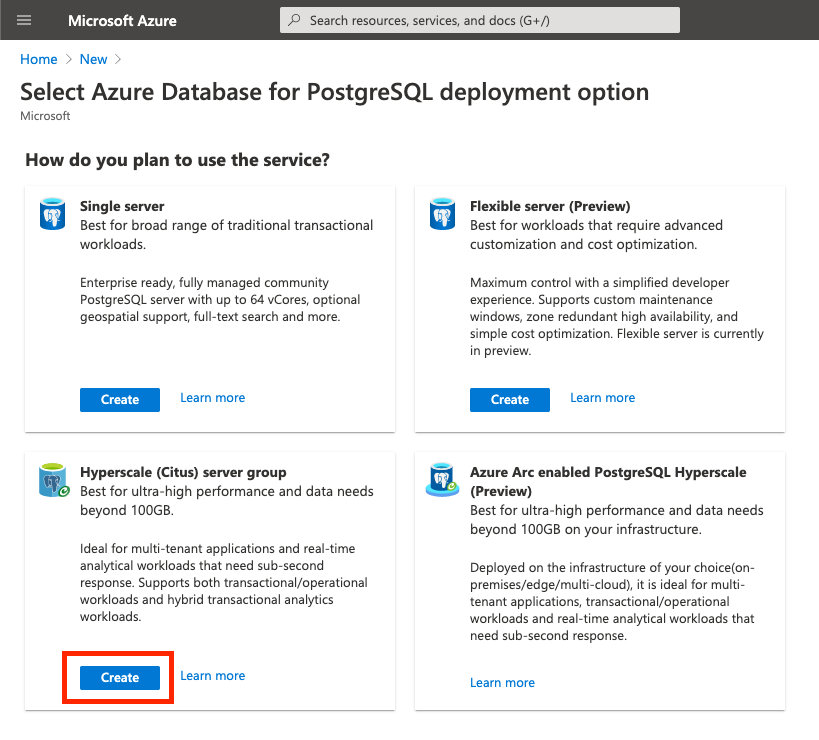 Microsoft Azure
Search resources, services, and docs (G+/)
Home > New >
Select Azure Database for PostgreSQL deployment option
Microsoft
How do you plan to use the service?
Single server
Best for broad range of traditional transactional
workloads.
Enterprise ready, fully managed community
PostgreSQL server with up to 64 vCores, optional
geospatial support, full-text search and more.
Create
Learn more
Flexible server (Preview)
Best for workloads that require advanced
customization and cost optimization.
Maximum control with a simplified developer
experience. Supports custom maintenance
windows, zone redundant high availability, and
simple cost optimization. Flexible server is currently
in preview.
Create
Learn more
Hyperscale (Citus) server group
Best for ultra-high performance and data needs
beyond 100GB.
Ideal for multi-tenant applications and real-time
analytical workloads that need sub-second
response. Supports both transactional/operational
workloads and hybrid transactional analytics
workloads.
Create
Learn more
Azure Arc enabled PostgreSQL Hyperscale
(Preview)
Best for ultra-high performance and data needs
beyond 100GB on your infrastructure.
Deployed on the infrastructure of your choice(on-
premises/edge/multi-cloud), it is ideal for multi-
tenant applications, transactional/operational
workloads and real-time analytical workloads that
need sub-second response.
Learn more